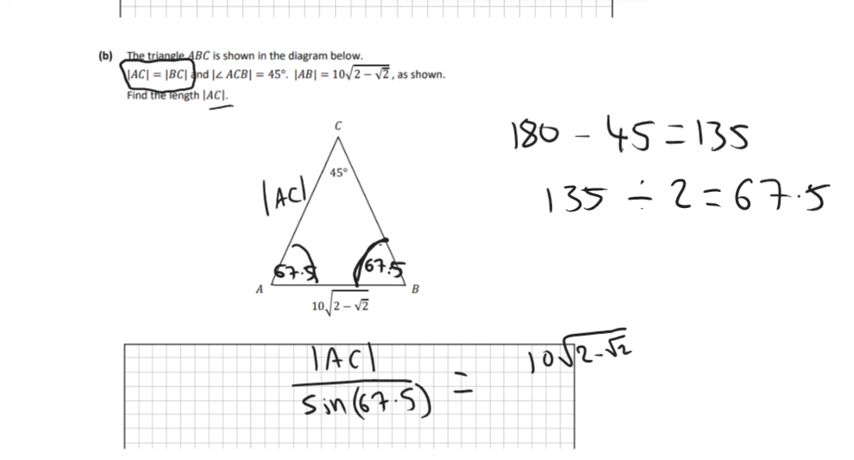 (b) The triangle ABC is shown in the diagram below.
|AC| = |BC| and |∠ ACB| = 45°. |AB| = 10√(2 − √2), as shown.
Find the length |AC|.
180 − 45 = 135
135 ÷ 2 = 67.5
C
45°
|AC|
67.5 67.5
A B
10√(2 − √2)
|AC| = 10√(2 − √2)
sin(67.5)